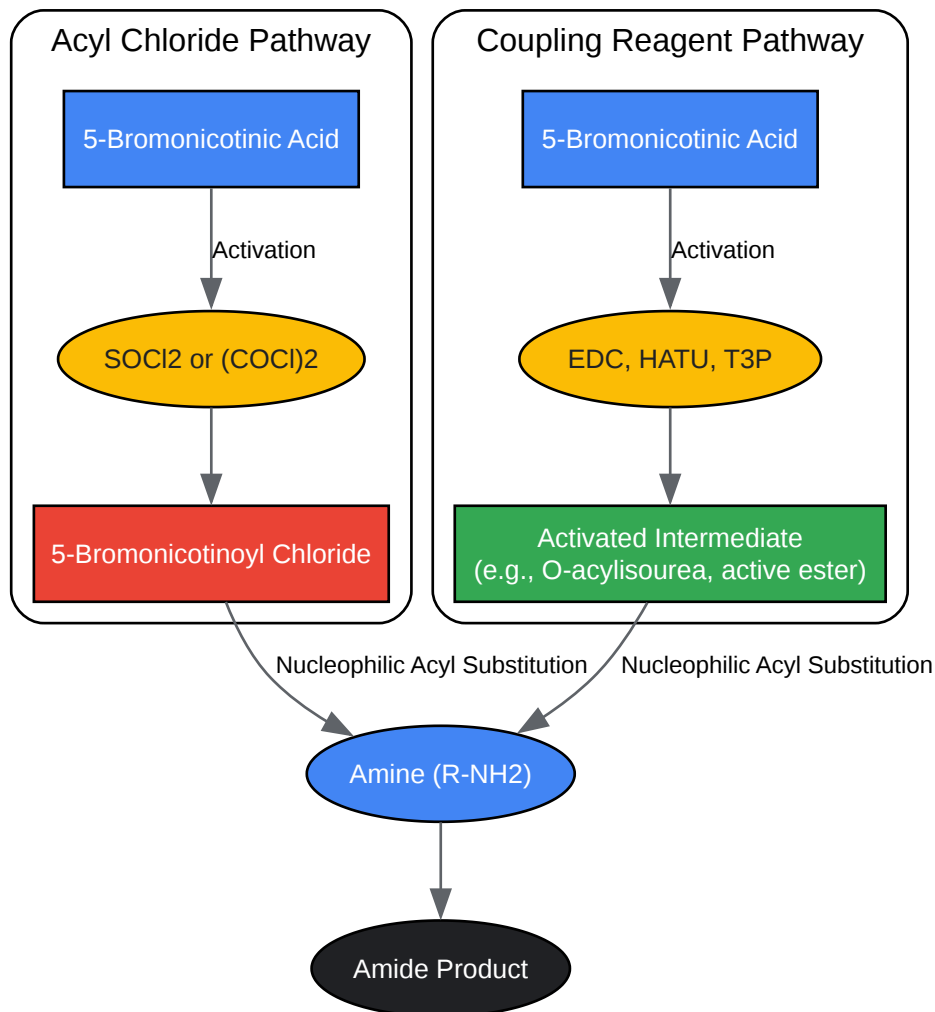 Acyl Chloride Pathway
Coupling Reagent Pathway
5-Bromonicotinic Acid
5-Bromonicotinic Acid
Activation
Activation
SOCl2 or (COCl)2
EDC, HATU, T3P
5-Bromonicotinoyl Chloride
Activated Intermediate
(e.g., O-acylisourea, active ester)
Nucleophilic Acyl Substitution
Nucleophilic Acyl Substitution
Amine (R-NH2)
Amide Product